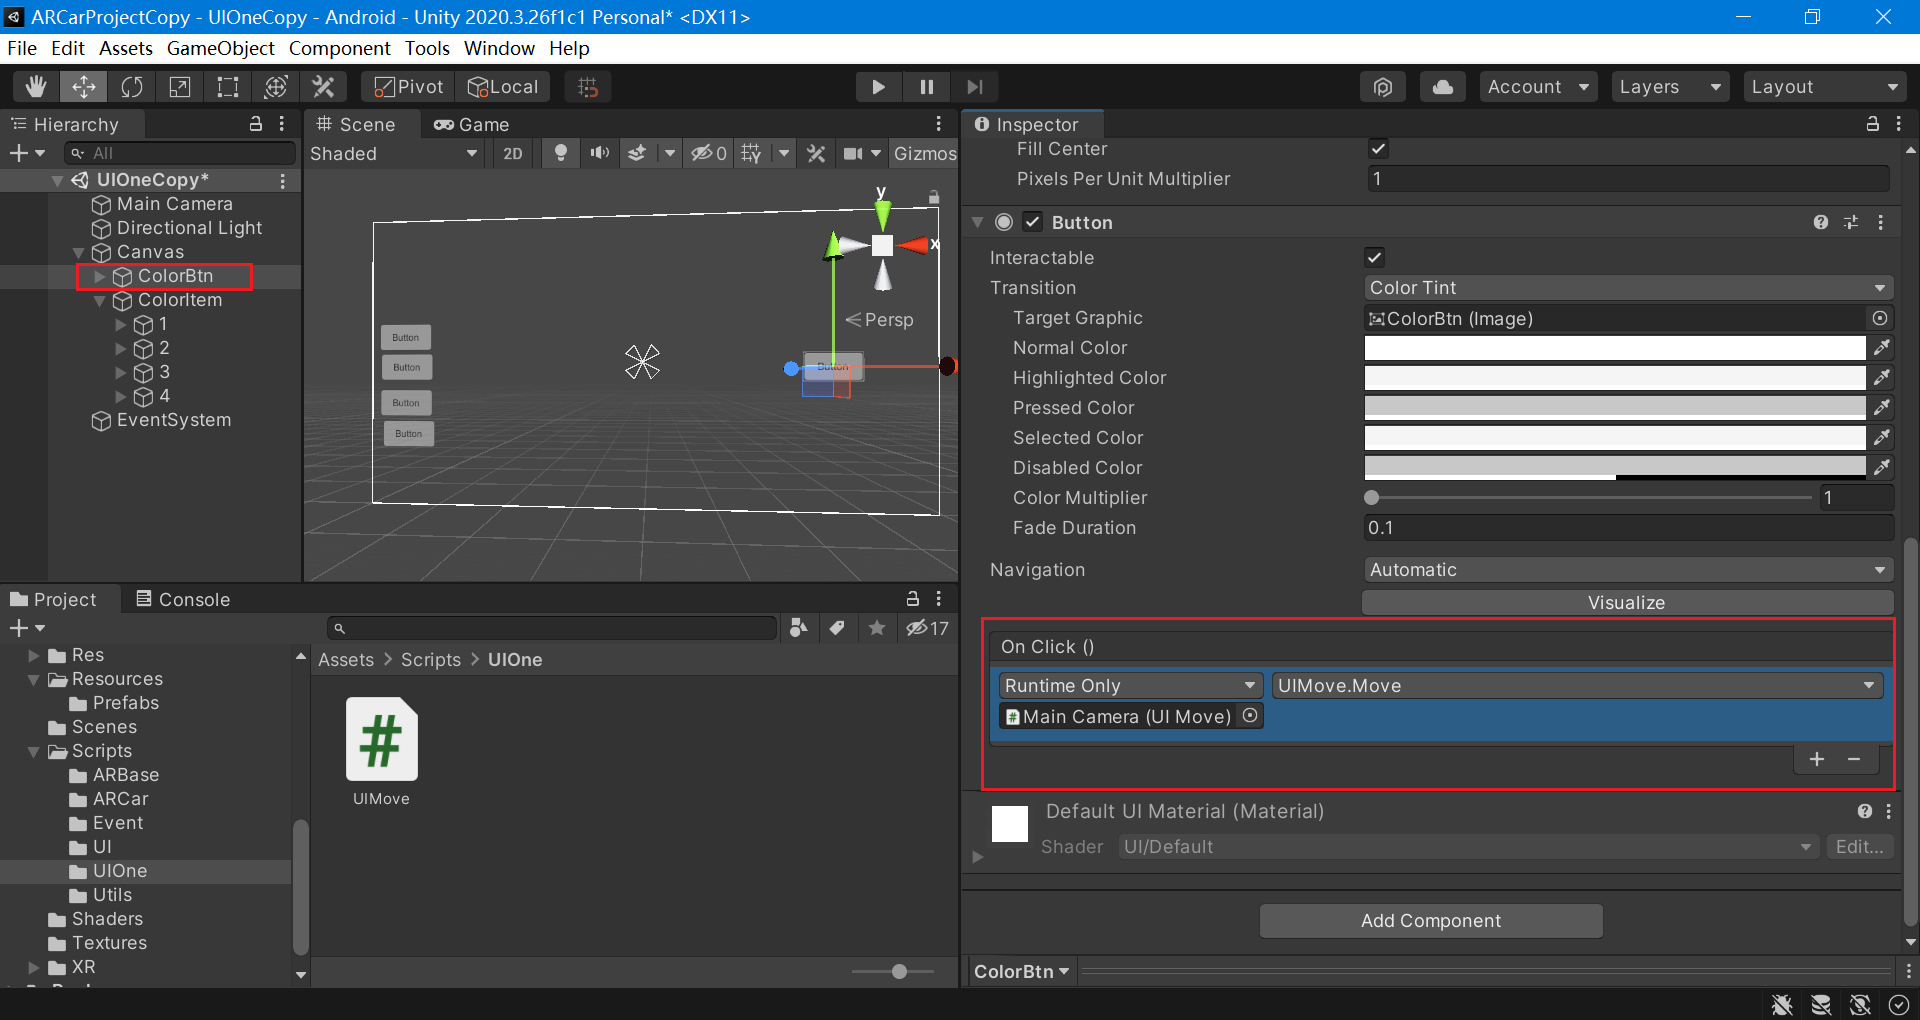 ARCarProjectCopy - UIOneCopy - Android - Unity 2020.3.26f1c1 Personal* <DX11>
File Edit Assets GameObject Component Tools Window Help
Pivot Local Account Layers Layout
Hierarchy
All
UIOneCopy*
Main Camera
Directional Light
Canvas
ColorBtn
ColorItem
1
2
3
4
EventSystem
Scene Game
Shaded 2D 0 Gizmos
y
x
Persp
Button
Button
Button
Button
Button
Project Console
17
Res
Resources
Prefabs
Scenes
Scripts
ARBase
ARCar
Event
UI
UIOne
Utils
Shaders
Textures
XR
Assets > Scripts > UIOne
#
UIMove
Inspector
Fill Center
Pixels Per Unit Multiplier 1
Button
Interactable
Transition Color Tint
Target Graphic ColorBtn (Image)
Normal Color
Highlighted Color
Pressed Color
Selected Color
Disabled Color
Color Multiplier 1
Fade Duration 0.1
Navigation Automatic
Visualize
On Click ()
Runtime Only UIMove.Move
# Main Camera (UI Move)
Default UI Material (Material)
Shader UI/Default Edit...
Add Component
ColorBtn